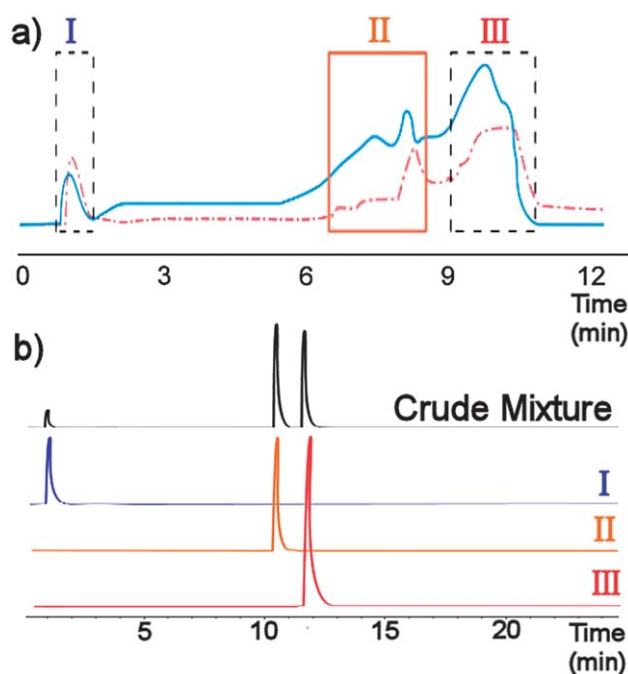 a)
I
II
III
0 3 6 9 12
Time
(min)
b)
Crude Mixture
I
II
III
5 10 15 20 Time
(min)